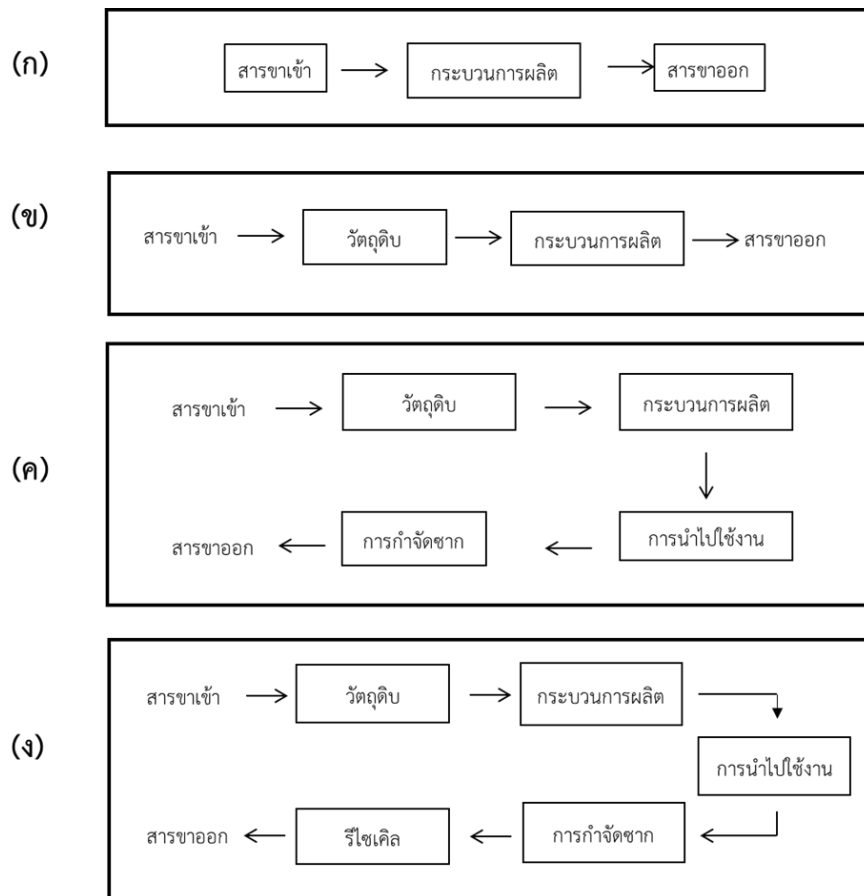 (ก)
สารขาเข้า กระบวนการผลิต สารขาออก
(ข)
สารขาเข้า วัตถุดิบ กระบวนการผลิต สารขาออก
(ค)
สารขาเข้า วัตถุดิบ กระบวนการผลิต
สารขาออก การกำจัดซาก การนำไปใช้งาน
(ง)
สารขาเข้า วัตถุดิบ กระบวนการผลิต
การนำไปใช้งาน
สารขาออก รีไซเคิล การกำจัดซาก